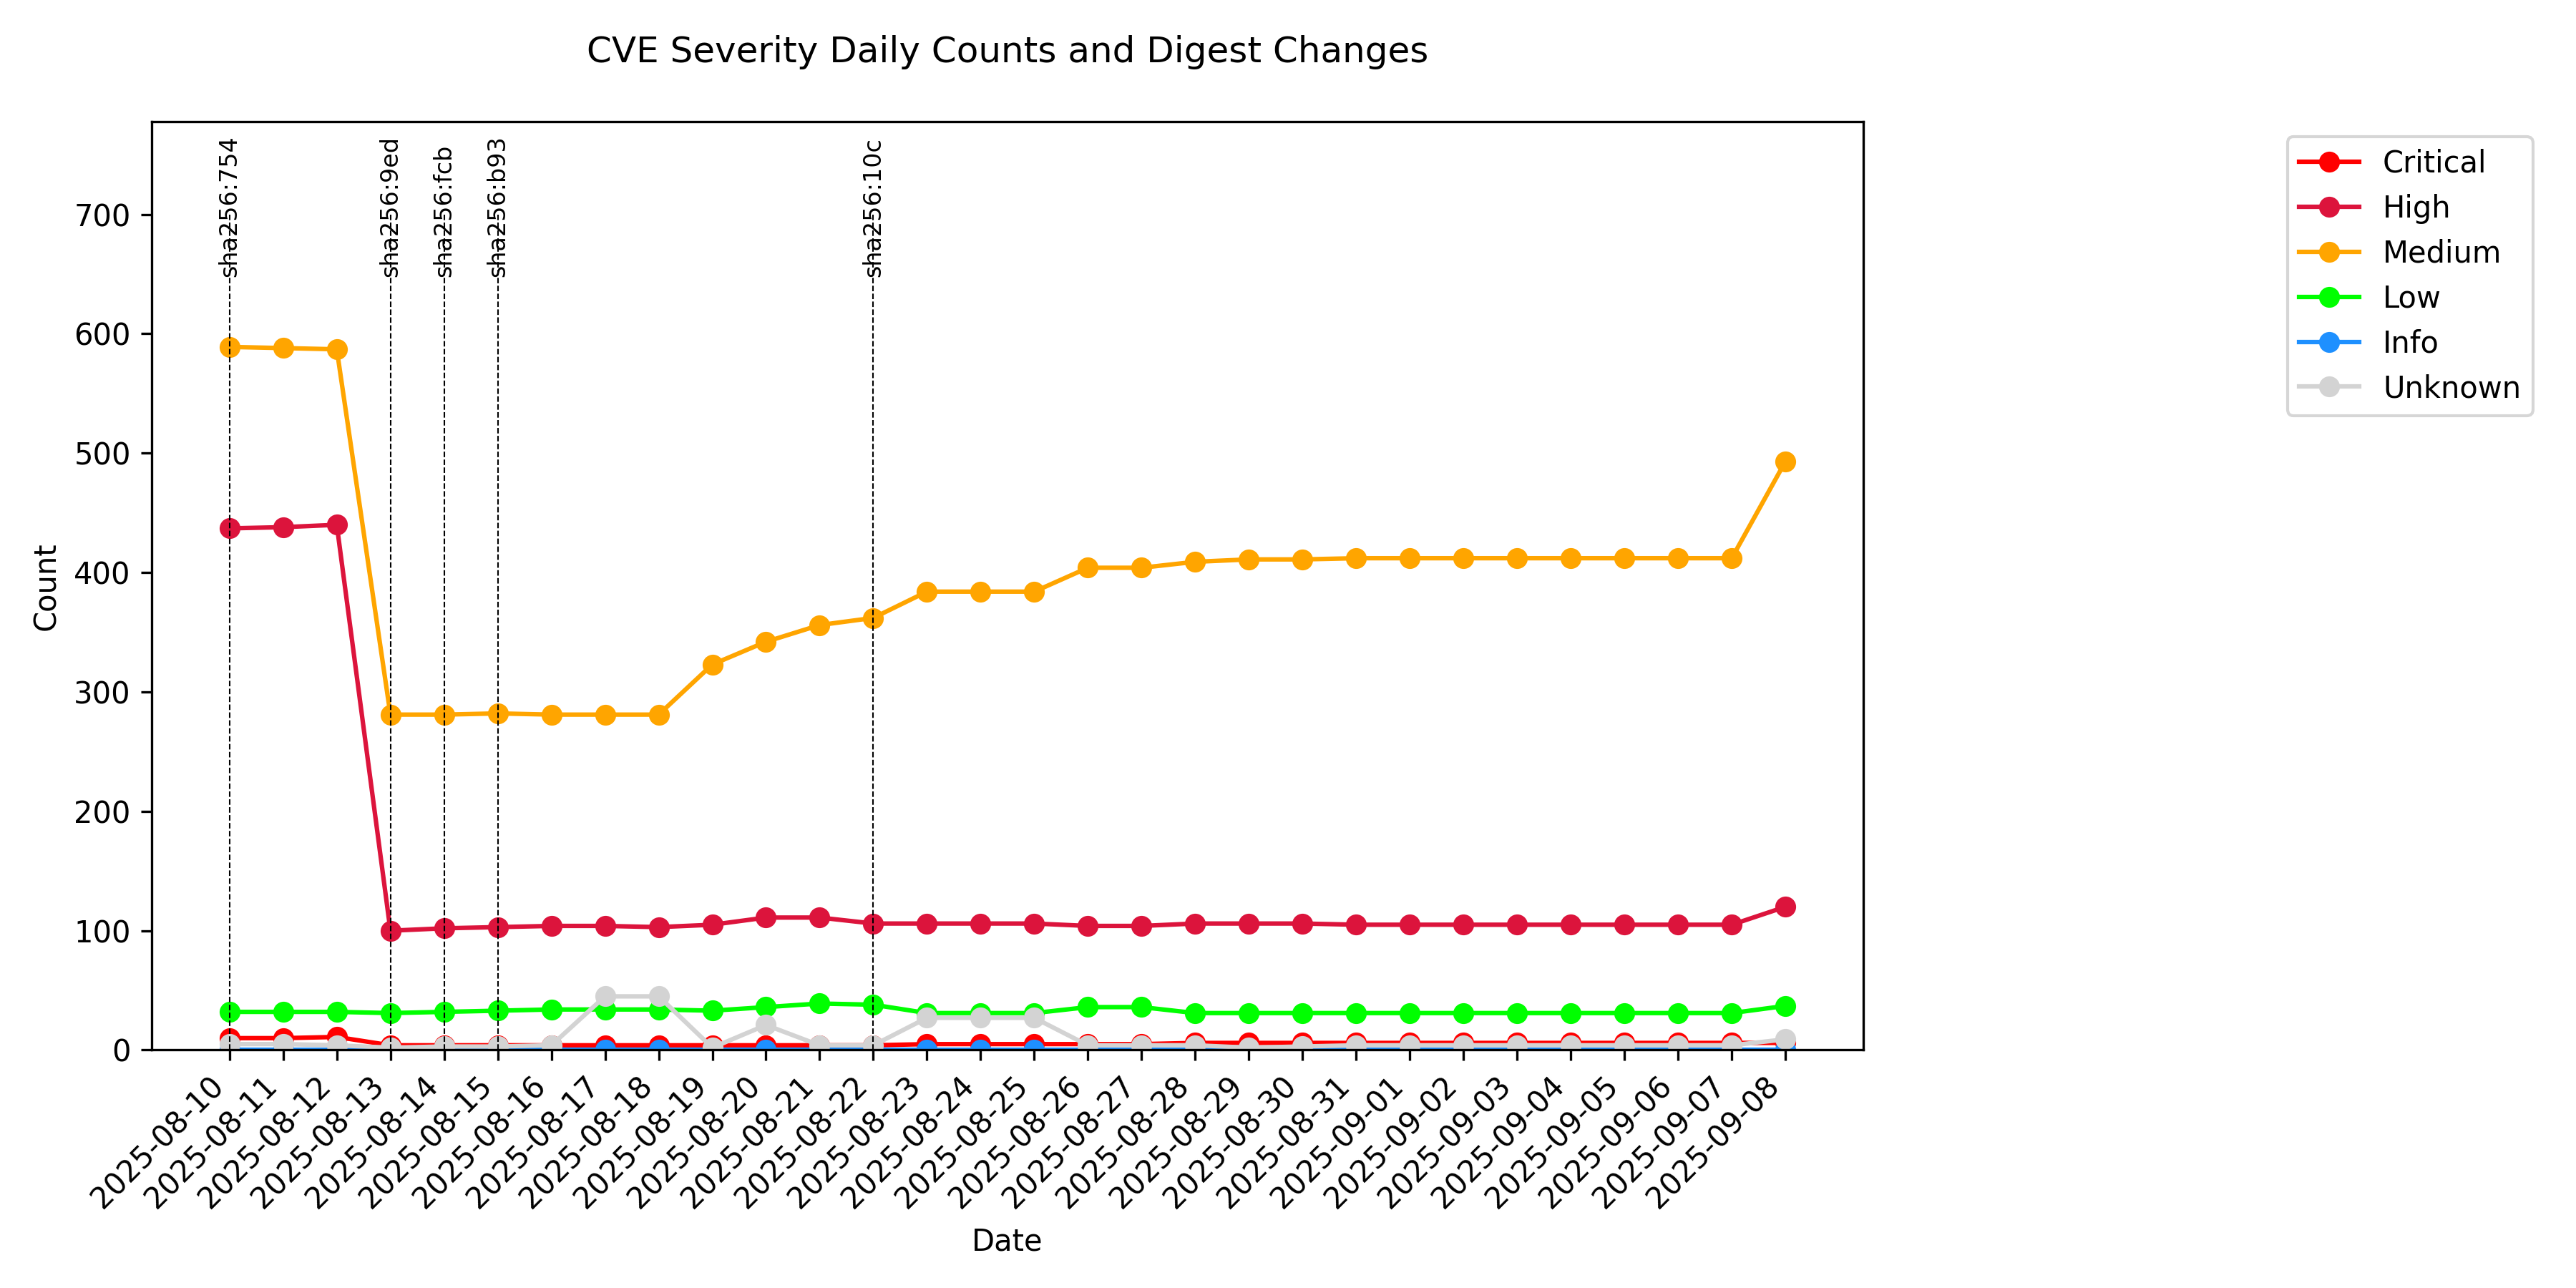 CVE Severity Daily Counts and Digest Changes
sha256:754
sha256:9ed
sha256:fcb
sha256:b93
sha256:10c
Critical
High
Medium
Low
Info
Unknown
700
600
500
400
300
200
100
0
Count
2025-08-10
2025-08-11
2025-08-12
2025-08-13
2025-08-14
2025-08-15
2025-08-16
2025-08-17
2025-08-18
2025-08-19
2025-08-20
2025-08-21
2025-08-22
2025-08-23
2025-08-24
2025-08-25
2025-08-26
2025-08-27
2025-08-28
2025-08-29
2025-08-30
2025-08-31
2025-09-01
2025-09-02
2025-09-03
2025-09-04
2025-09-05
2025-09-06
2025-09-07
2025-09-08
Date